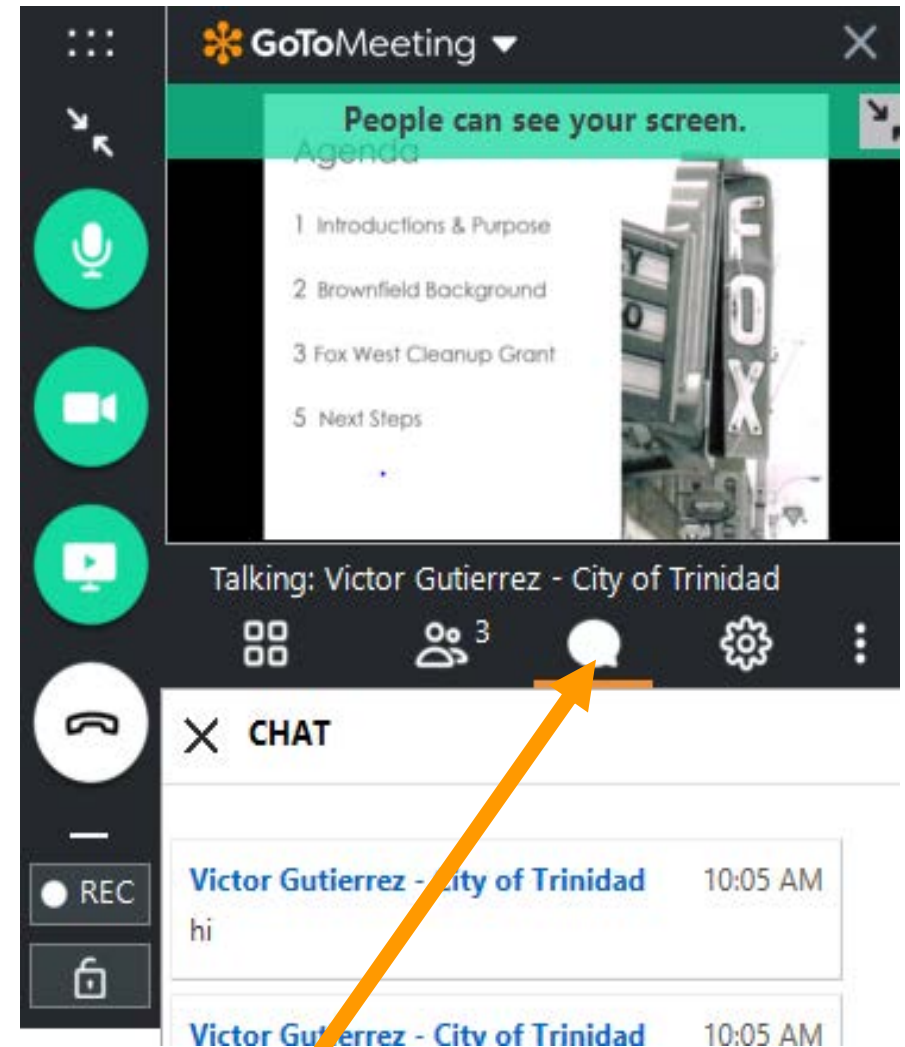 GoToMeeting
People can see your screen.
Agenda
1 Introductions & Purpose
2 Brownfield Background
3 Fox West Cleanup Grant
5 Next Steps
FOX
Y
O
Talking: Victor Gutierrez - City of Trinidad
3
CHAT
Victor Gutierrez - City of Trinidad 10:05 AM
hi
REC
Victor Gutierrez - City of Trinidad 10:05 AM